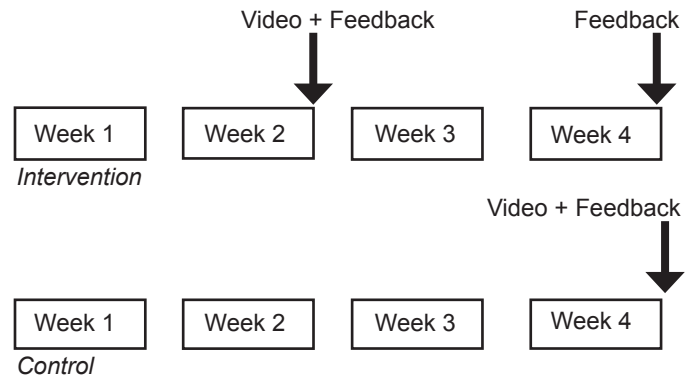 Video + Feedback Feedback
Week 1 Week 2 Week 3 Week 4
Intervention
Video + Feedback
Week 1 Week 2 Week 3 Week 4
Control